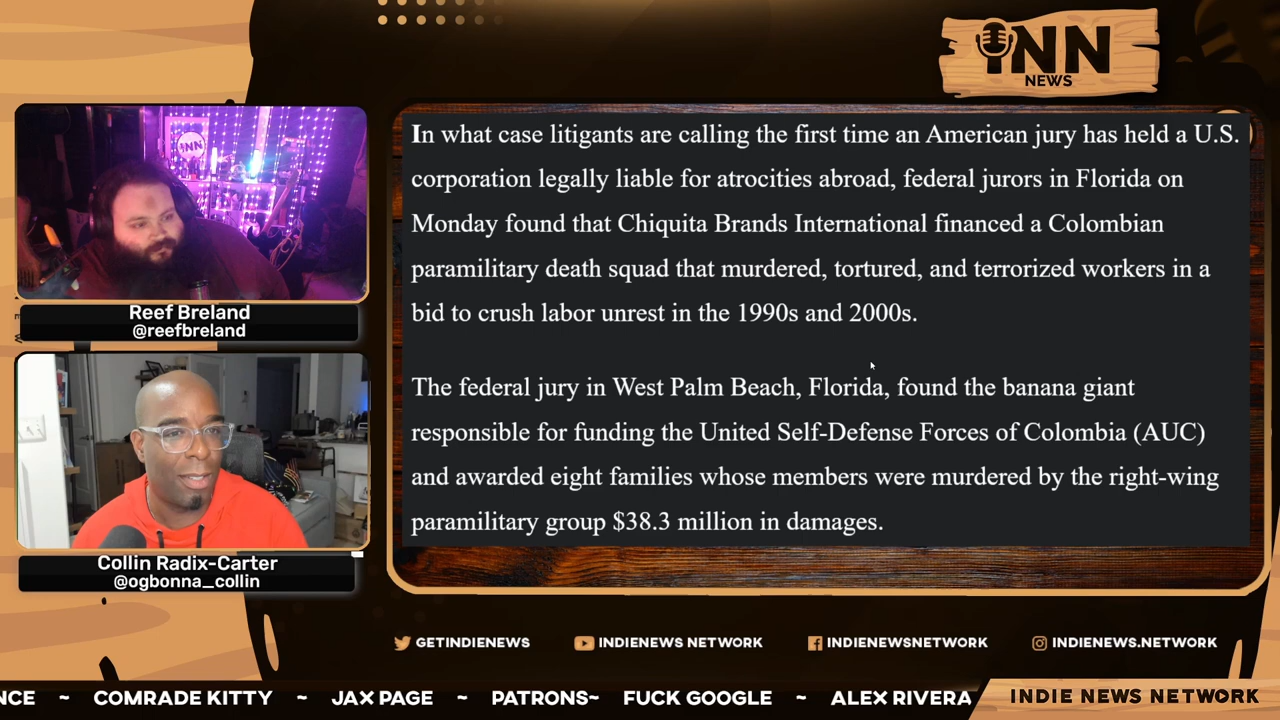 iNN
NEWS
INN
In what case litigants are calling the first time an American jury has held a U.S.
corporation legally liable for atrocities abroad, federal jurors in Florida on
Monday found that Chiquita Brands International financed a Colombian
paramilitary death squad that murdered, tortured, and terrorized workers in a
bid to crush labor unrest in the 1990s and 2000s.
The federal jury in West Palm Beach, Florida, found the banana giant
responsible for funding the United Self-Defense Forces of Colombia (AUC)
and awarded eight families whose members were murdered by the right-wing
paramilitary group $38.3 million in damages.
Reef Breland
@reefbreland
Collin Radix-Carter
@ogbonna_collin
GETINDIENEWS
INDIENEWS NETWORK
INDIENEWSNETWORK
INDIENEWS.NETWORK
NCE ~ COMRADE KITTY ~ JAX PAGE ~ PATRONS~ FUCK GOOGLE ~ ALEX RIVERA
INDIE NEWS NETWORK